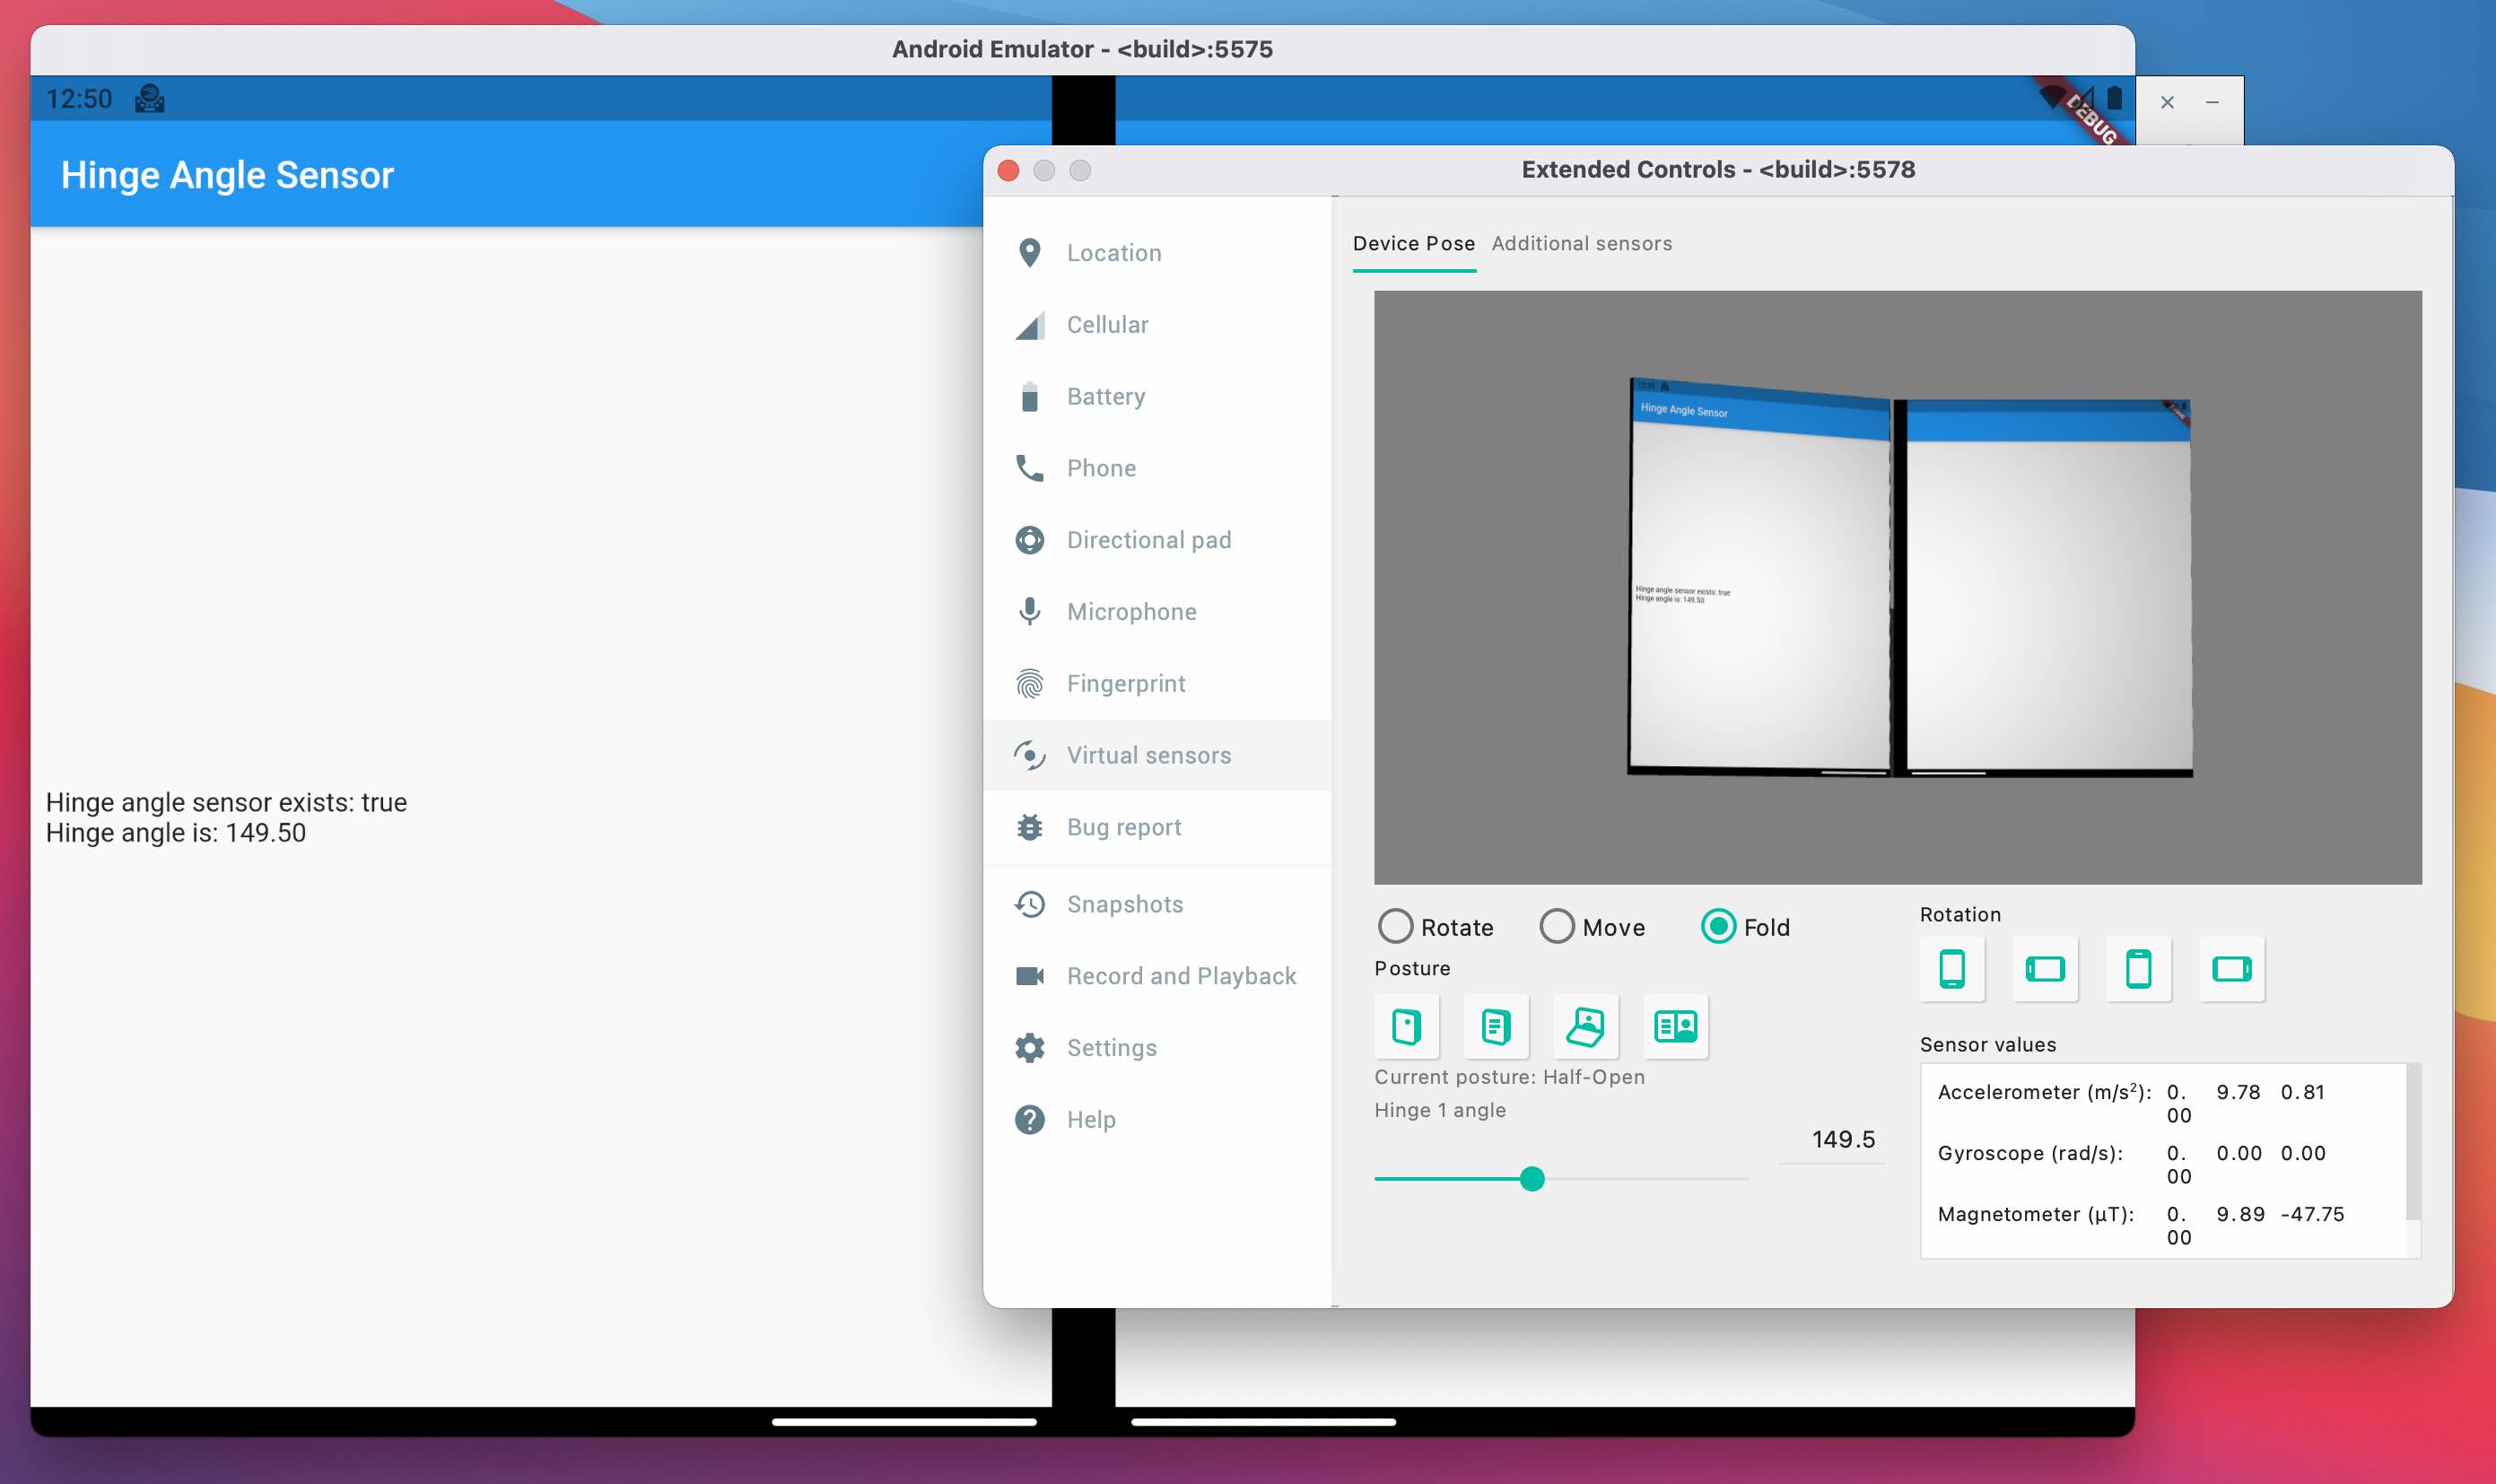 Android Emulator - <build>:5575
12:50
DEBUG
Hinge Angle Sensor
Hinge angle sensor exists: true
Hinge angle is: 149.50
Extended Controls - <build>:5578
Location
Cellular
Battery
Phone
Directional pad
Microphone
Fingerprint
Virtual sensors
Bug report
Snapshots
Record and Playback
Settings
Help
Device Pose Additional sensors
12:50
Hinge Angle Sensor
Hinge angle sensor exists: true
Hinge angle is: 149.50
Rotate Move Fold
Posture
Current posture: Half-Open
Hinge 1 angle
149.5
Rotation
Sensor values
Accelerometer (m/s²): 0.00 9.78 0.81
Gyroscope (rad/s): 0.00 0.00 0.00
Magnetometer (μT): 0.00 9.89 -47.75